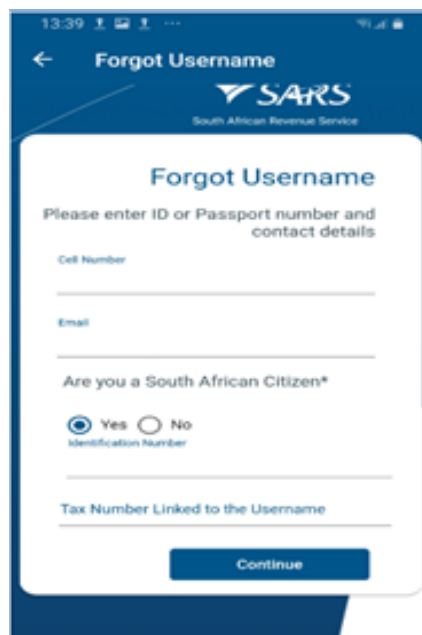 13:39
Forgot Username
SARS
South African Revenue Service
Forgot Username
Please enter ID or Passport number and
contact details
Cell Number
Email
Are you a South African Citizen*
Yes No
Identification Number
Tax Number Linked to the Username
Continue